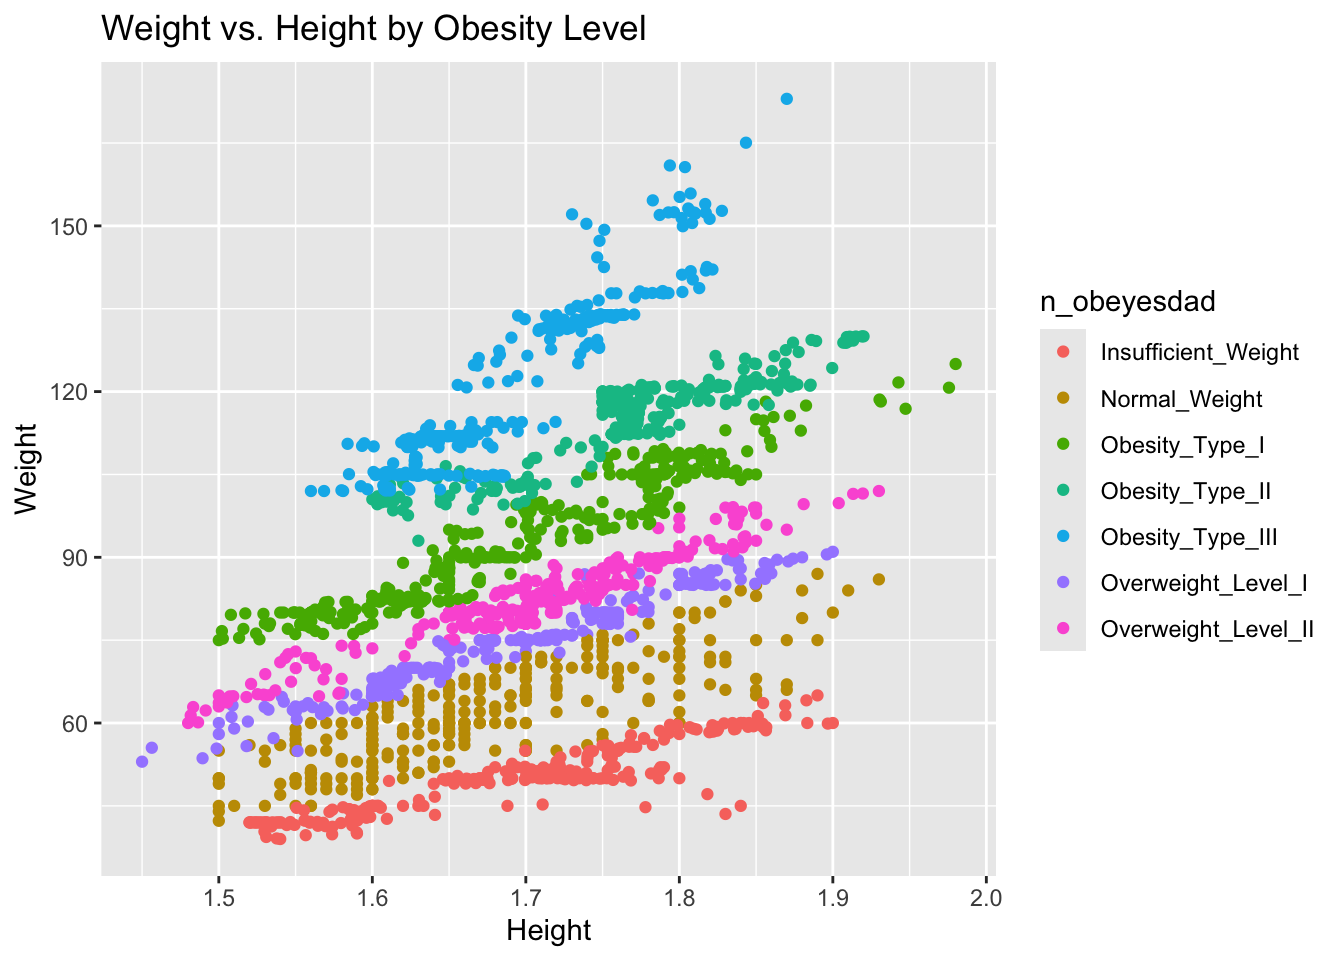 Weight vs. Height by Obesity Level
150
120
90
60
Weight
1.5 1.6 1.7 1.8 1.9 2.0
Height
n_obeyesdad
Insufficient_Weight
Normal_Weight
Obesity_Type_I
Obesity_Type_II
Obesity_Type_III
Overweight_Level_I
Overweight_Level_II